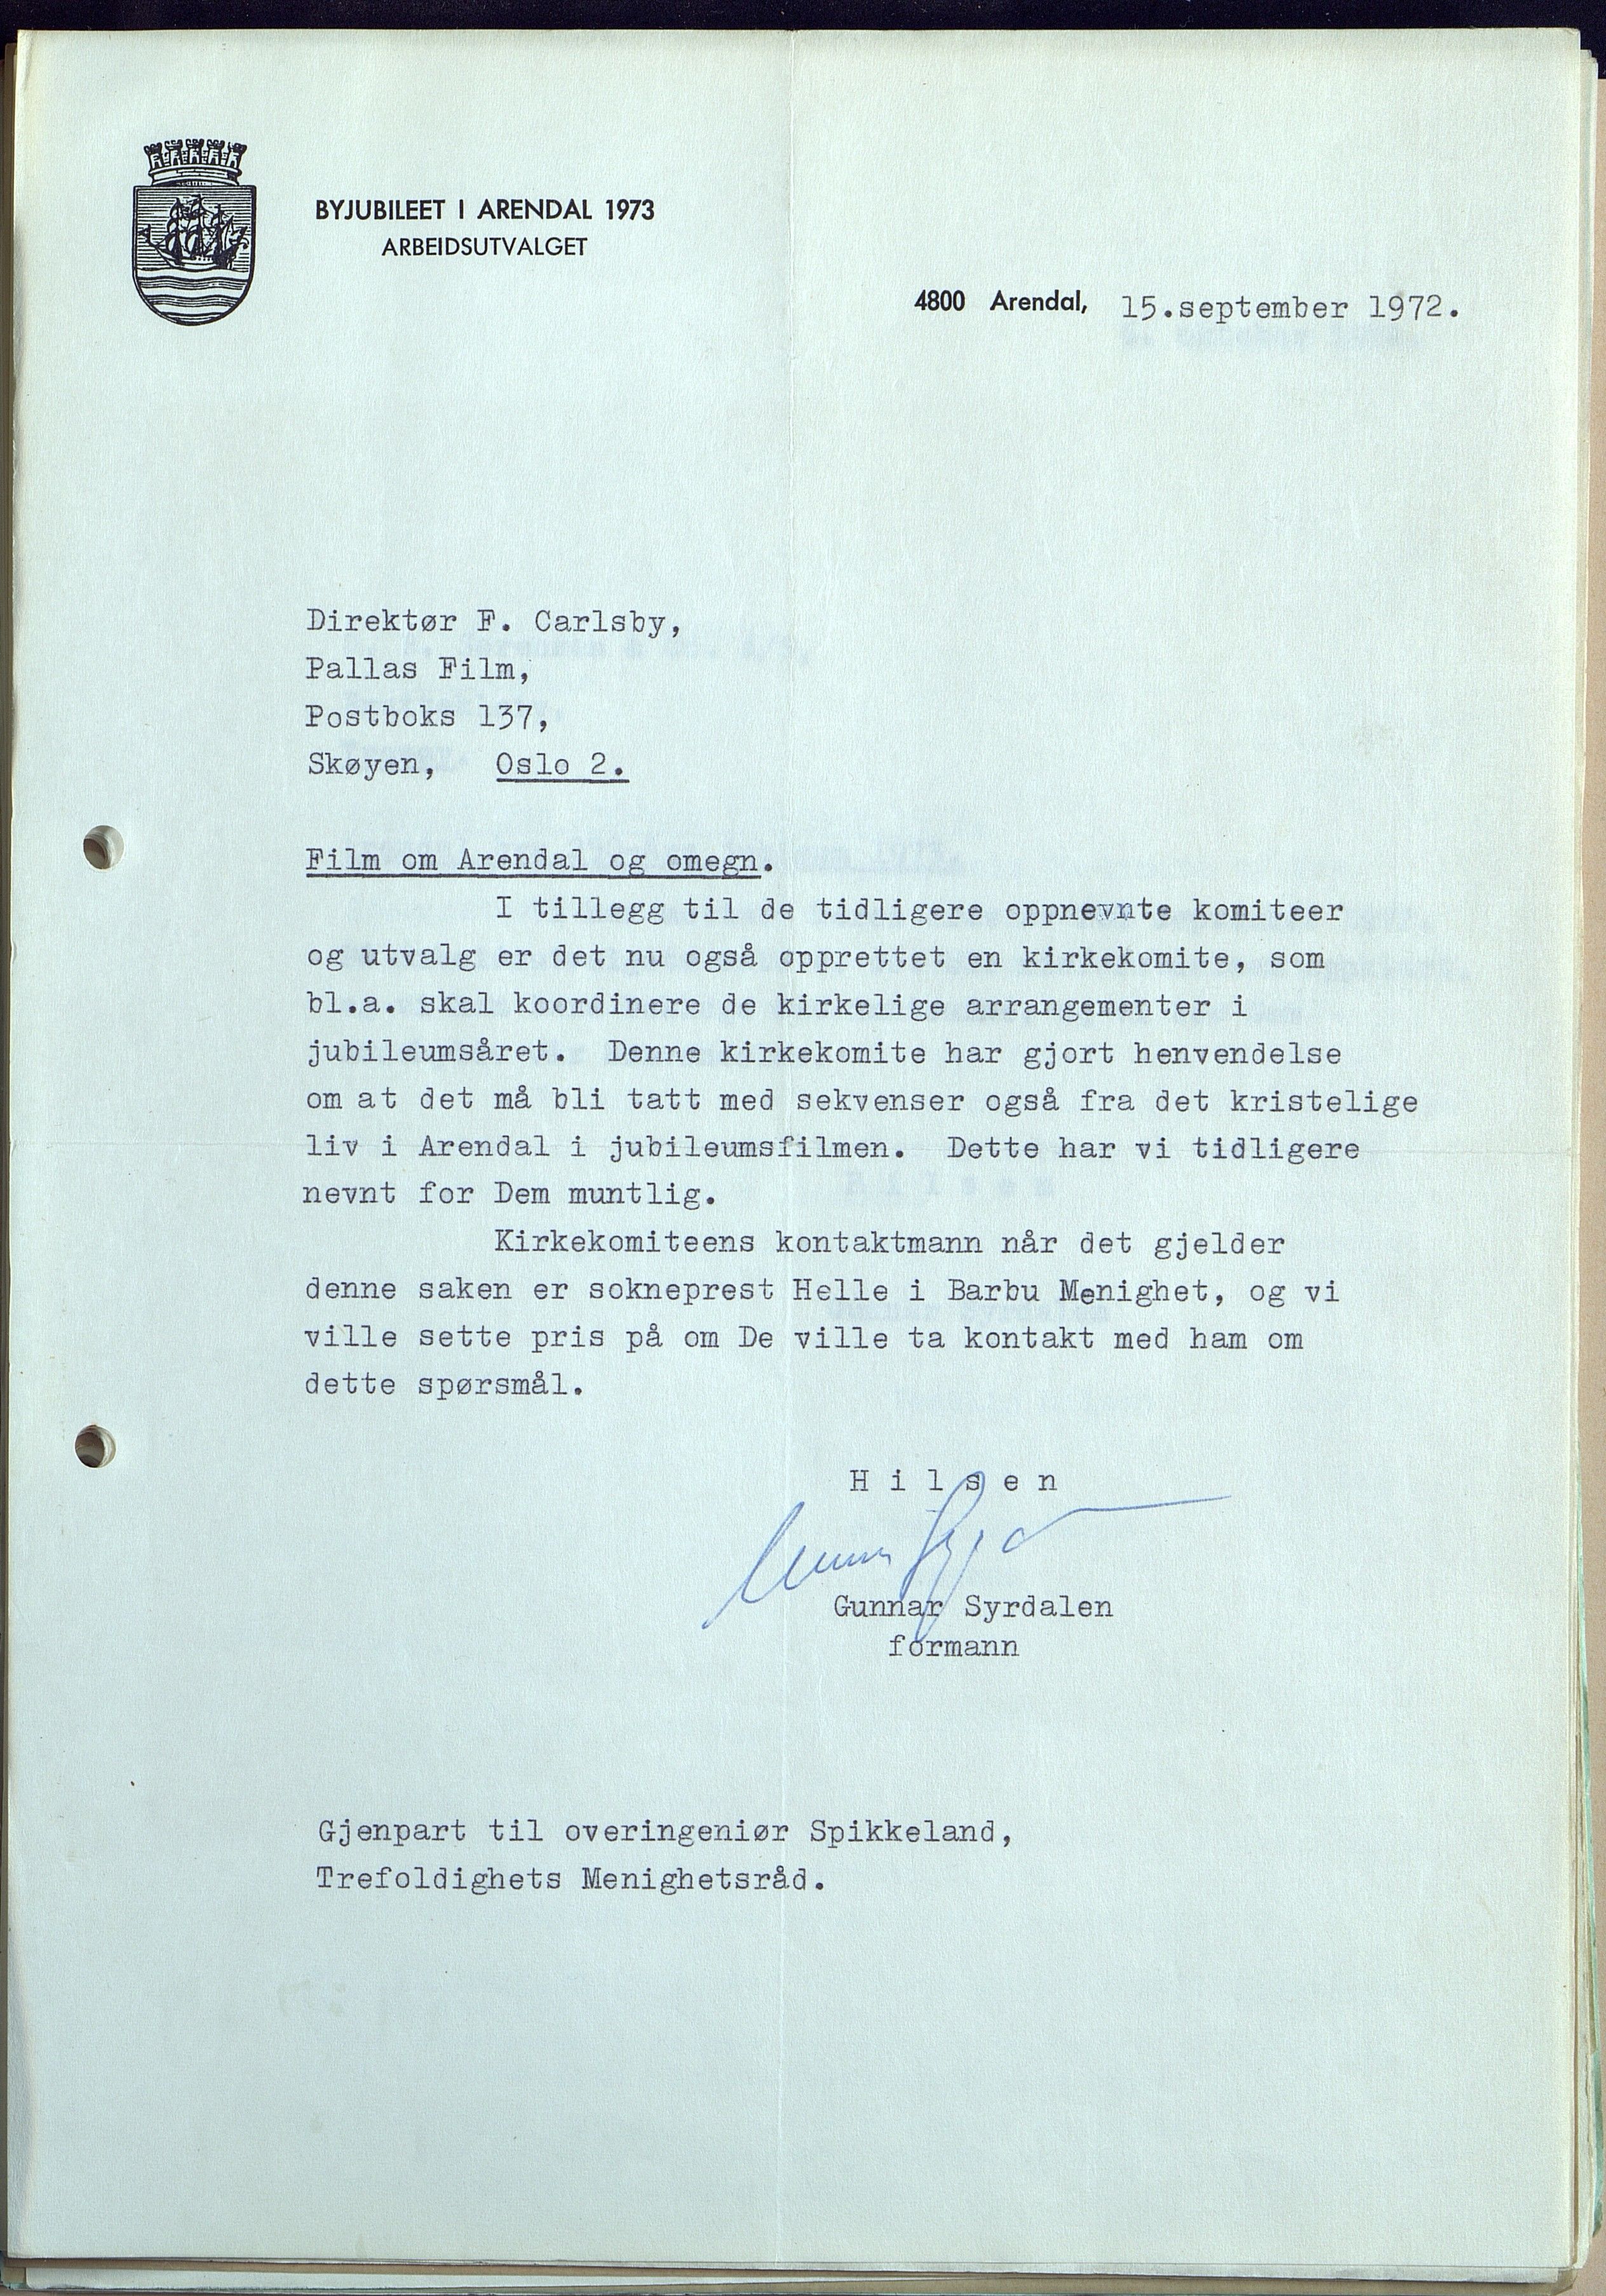 BYJUBILEET I ARENDAL 1973
ARBEIDSUTVALGET
4800 Arendal, 15.september 1972.
Direktør F. Carlsby,
Pallas Film,
Postboks 137,
Skøyen, Oslo 2.
Film om Arendal og omegn.
I tillegg til de tidligere oppnevnte komiteer
og utvalg er det nu også opprettet en kirkekomite, som
bl.a. skal koordinere de kirkelige arrangementer i
jubileumsåret. Denne kirkekomite har gjort henvendelse
om at det må bli tatt med sekvenser også fra det kristelige
liv i Arendal i jubileumsfilmen. Dette har vi tidligere
nevnt for Dem muntlig.
Kirkekomiteens kontaktmann når det gjelder
denne saken er sokneprest Helle i Barbu Menighet, og vi
ville sette pris på om De ville ta kontakt med ham om
dette spørsmål.
H i l s e n
Gunnar Syrdalen
formann
Gjenpart til overingeniør Spikkeland,
Trefoldighets Menighetsråd.